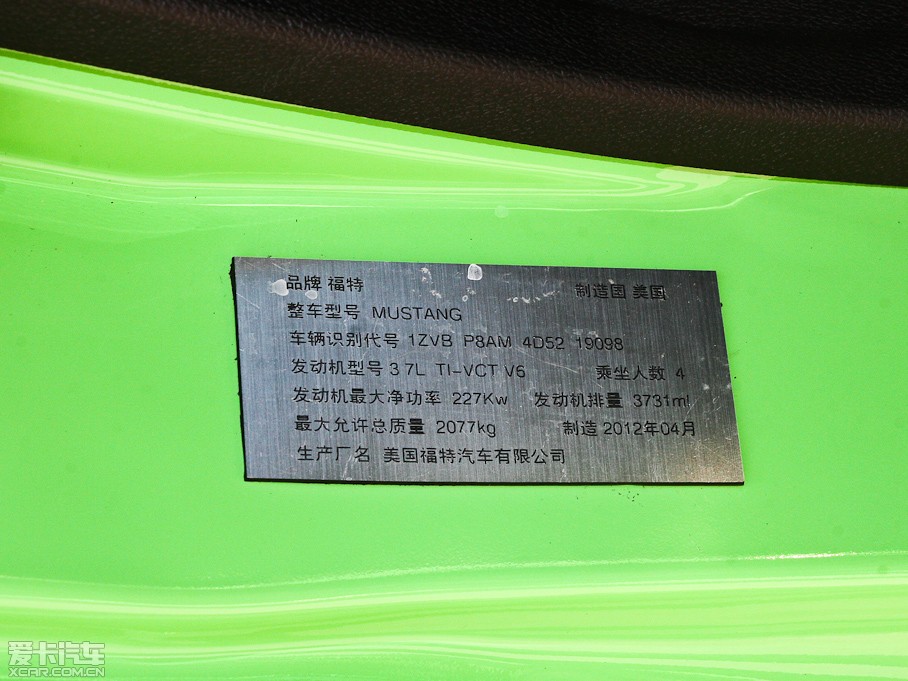 品牌 福特 制造国 美国
整车型号 MUSTANG
车辆识别代号 1ZVB P8AM 4D52 19098
发动机型号 3 7L TI-VCT V6 乘坐人数 4
发动机最大净功率 227Kw 发动机排量 3731ml
最大允许总质量 2077kg 制造 2012年04月
生产厂名 美国福特汽车有限公司
爱卡汽车
XCAR.COM.CN